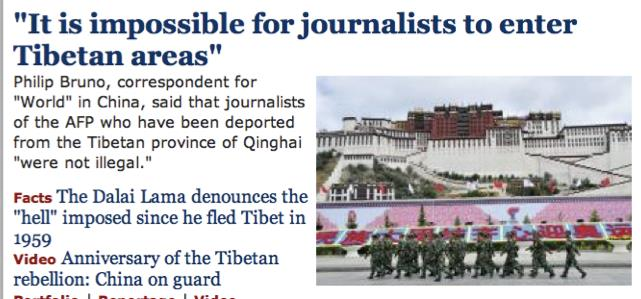 "It is impossible for journalists to enter
Tibetan areas"
Philip Bruno, correspondent for
"World" in China, said that journalists
of the AFP who have been deported
from the Tibetan province of Qinghai
"were not illegal."
Facts The Dalai Lama denounces the
"hell" imposed since he fled Tibet in
1959
Video Anniversary of the Tibetan
rebellion: China on guard
Portfolio | Reportage | Video